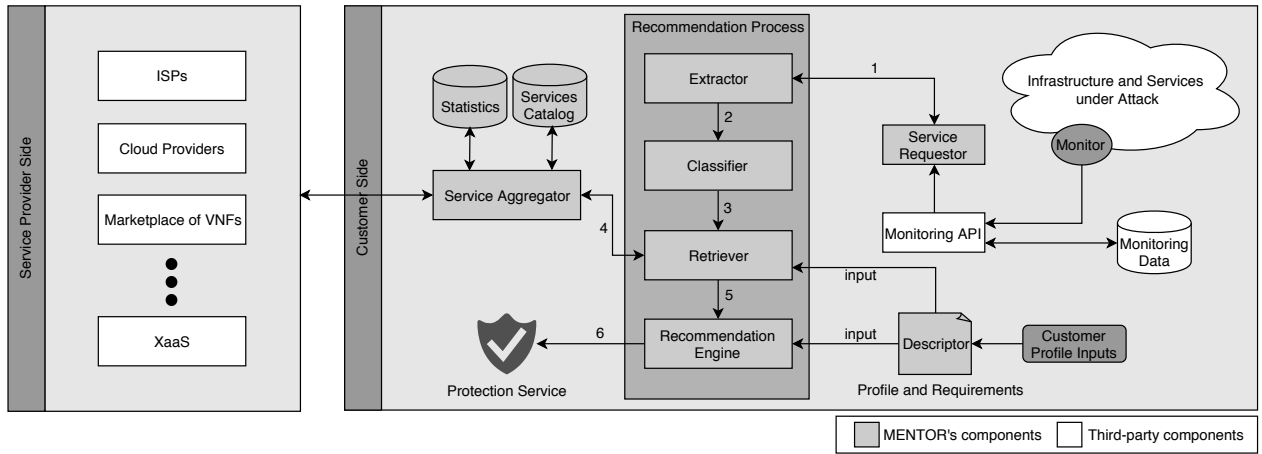 Service Provider Side
ISPs
Cloud Providers
Marketplace of VNFs
XaaS
Customer Side
Statistics
Services
Catalog
Service Aggregator
4
Recommendation Process
Extractor
2
Classifier
3
Retriever
5
Recommendation
Engine
6
Protection Service
1
Service
Requestor
Infrastructure and Services
under Attack
Monitor
Monitoring API
Monitoring
Data
input
input
Descriptor
Customer
Profile Inputs
Profile and Requirements
MENTOR's components
Third-party components